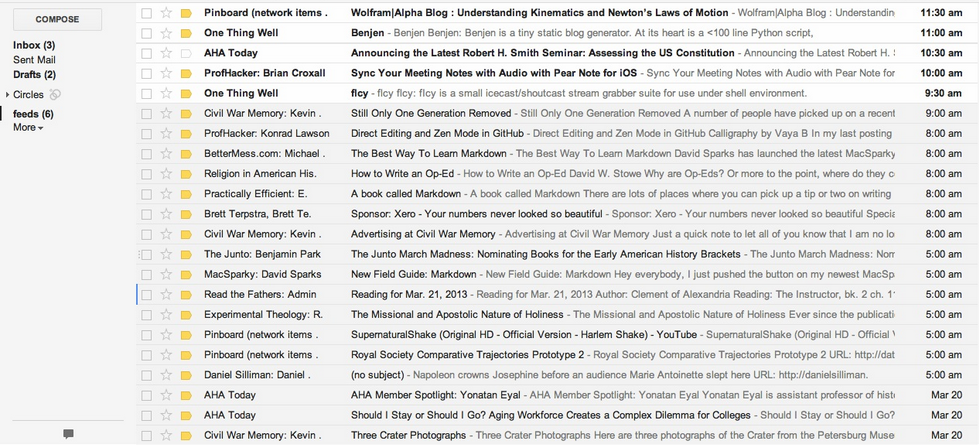 COMPOSE
Inbox (3)
Sent Mail
Drafts (2)
Circles
feeds (6)
More
Pinboard (network items . Wolfram|Alpha Blog : Understanding Kinematics and Newton's Laws of Motion - Wolfram|Alpha Blog : Understandin 11:30 am
One Thing Well Benjen - Benjen Benjen: Benjen is a tiny static blog generator. At its heart is a <100 line Python script, 11:00 am
AHA Today Announcing the Latest Robert H. Smith Seminar: Assessing the US Constitution - Announcing the Latest Robert H. 10:30 am
ProfHacker: Brian Croxall Sync Your Meeting Notes with Audio with Pear Note for iOS - Sync Your Meeting Notes with Audio with Pear Note for 10:00 am
One Thing Well flcy - flcy flcy: flcy is a small icecast/shoutcast stream grabber suite for use under shell environment. 9:30 am
Civil War Memory: Kevin . Still Only One Generation Removed - Still Only One Generation Removed A number of people have picked up on a recent 9:00 am
ProfHacker: Konrad Lawson Direct Editing and Zen Mode in GitHub - Direct Editing and Zen Mode in GitHub Calligraphy by Vaya B In my last posting 8:00 am
BetterMess.com: Michael . The Best Way To Learn Markdown - The Best Way To Learn Markdown David Sparks has launched the latest MacSparky 8:00 am
Religion in American His. How to Write an Op-Ed - How to Write an Op-Ed David W. Stowe Why are Op-Eds? Or more to the point, where do they c 8:00 am
Practically Efficient: E. A book called Markdown - A book called Markdown There are lots of places where you can pick up a tip or two on writing 8:00 am
Brett Terpstra, Brett Te. Sponsor: Xero - Your numbers never looked so beautiful - Sponsor: Xero - Your numbers never looked so beautiful Specia 8:00 am
Civil War Memory: Kevin . Advertising at Civil War Memory - Advertising at Civil War Memory Just a quick note to let all of you know that I am no lo 8:00 am
The Junto: Benjamin Park The Junto March Madness: Nominating Books for the Early American History Brackets - The Junto March Madness: Nom 5:00 am
MacSparky: David Sparks New Field Guide: Markdown - New Field Guide: Markdown Hey everybody, I just pushed the button on my newest MacSp 5:00 am
Read the Fathers: Admin Reading for Mar. 21, 2013 - Reading for Mar. 21, 2013 Author: Clement of Alexandria Reading: The Instructor, bk. 2 ch. 1 5:00 am
Experimental Theology: R. The Missional and Apostolic Nature of Holiness - The Missional and Apostolic Nature of Holiness Ever since the publicati 5:00 am
Pinboard (network items . SupernaturalShake (Original HD - Official Version - Harlem Shake) - YouTube - SupernaturalShake (Original HD - Official 5:00 am
Pinboard (network items . Royal Society Comparative Trajectories Prototype 2 - Royal Society Comparative Trajectories Prototype 2 URL: http://dat 5:00 am
Daniel Silliman: Daniel . (no subject) - Napoleon crowns Josephine before an audience Marie Antoinette slept here URL: http://danielsilliman. 5:00 am
AHA Today AHA Member Spotlight: Yonatan Eyal - AHA Member Spotlight: Yonatan Eyal Yonatan Eyal is assistant professor of hist Mar 20
AHA Today Should I Stay or Should I Go? Aging Workforce Creates a Complex Dilemma for Colleges - Should I Stay or Should I Go? Mar 20
Civil War Memory: Kevin . Three Crater Photographs - Three Crater Photographs Here are three photographs of the Crater from the Petersburg Muse Mar 20